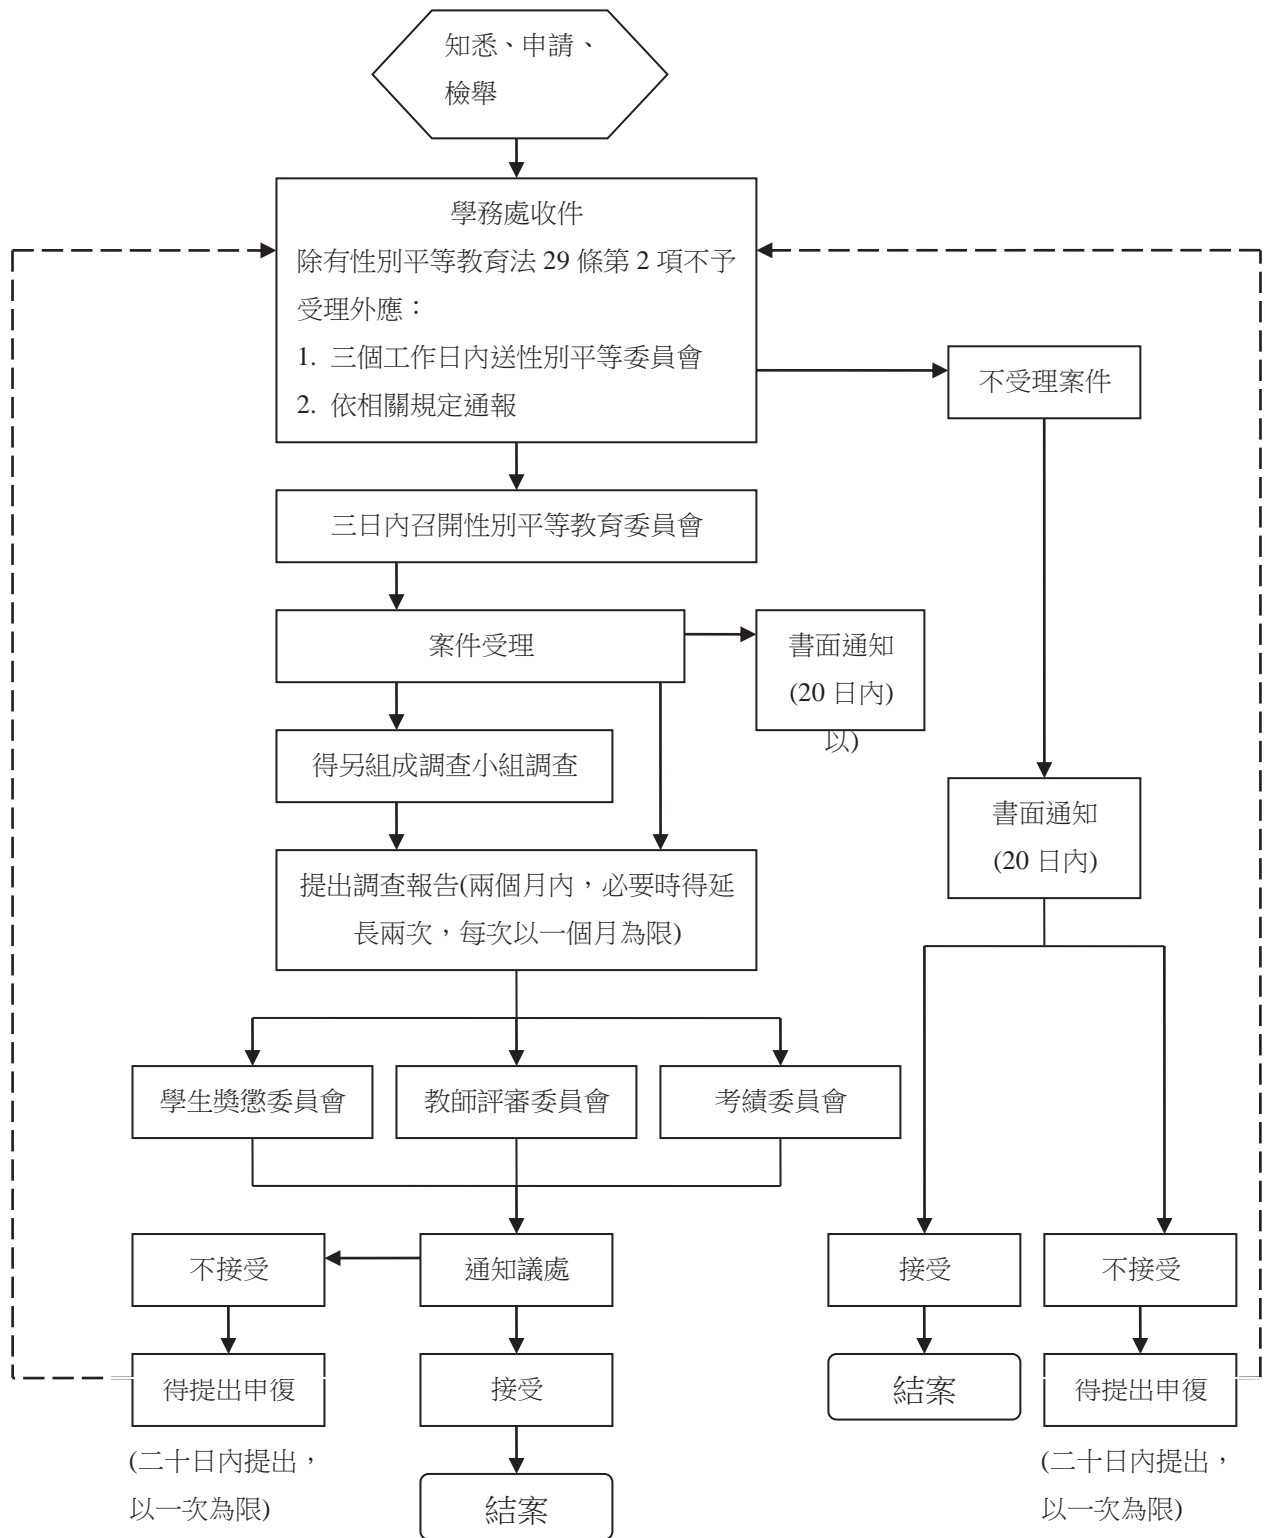 知悉、申請、
檢舉
學務處收件
除有性別平等教育法 29 條第 2 項不予
受理外應：
1. 三個工作日內送性別平等委員會
2. 依相關規定通報
不受理案件
三日內召開性別平等教育委員會
案件受理
書面通知
(20 日內)
以)
得另組成調查小組調查
書面通知
(20 日內)
提出調查報告(兩個月內，必要時得延
長兩次，每次以一個月為限)
學生獎懲委員會
教師評審委員會
考績委員會
不接受
通知議處
接受
不接受
得提出申復
接受
結案
得提出申復
(二十日內提出，
以一次為限)
結案
(二十日內提出，
以一次為限)